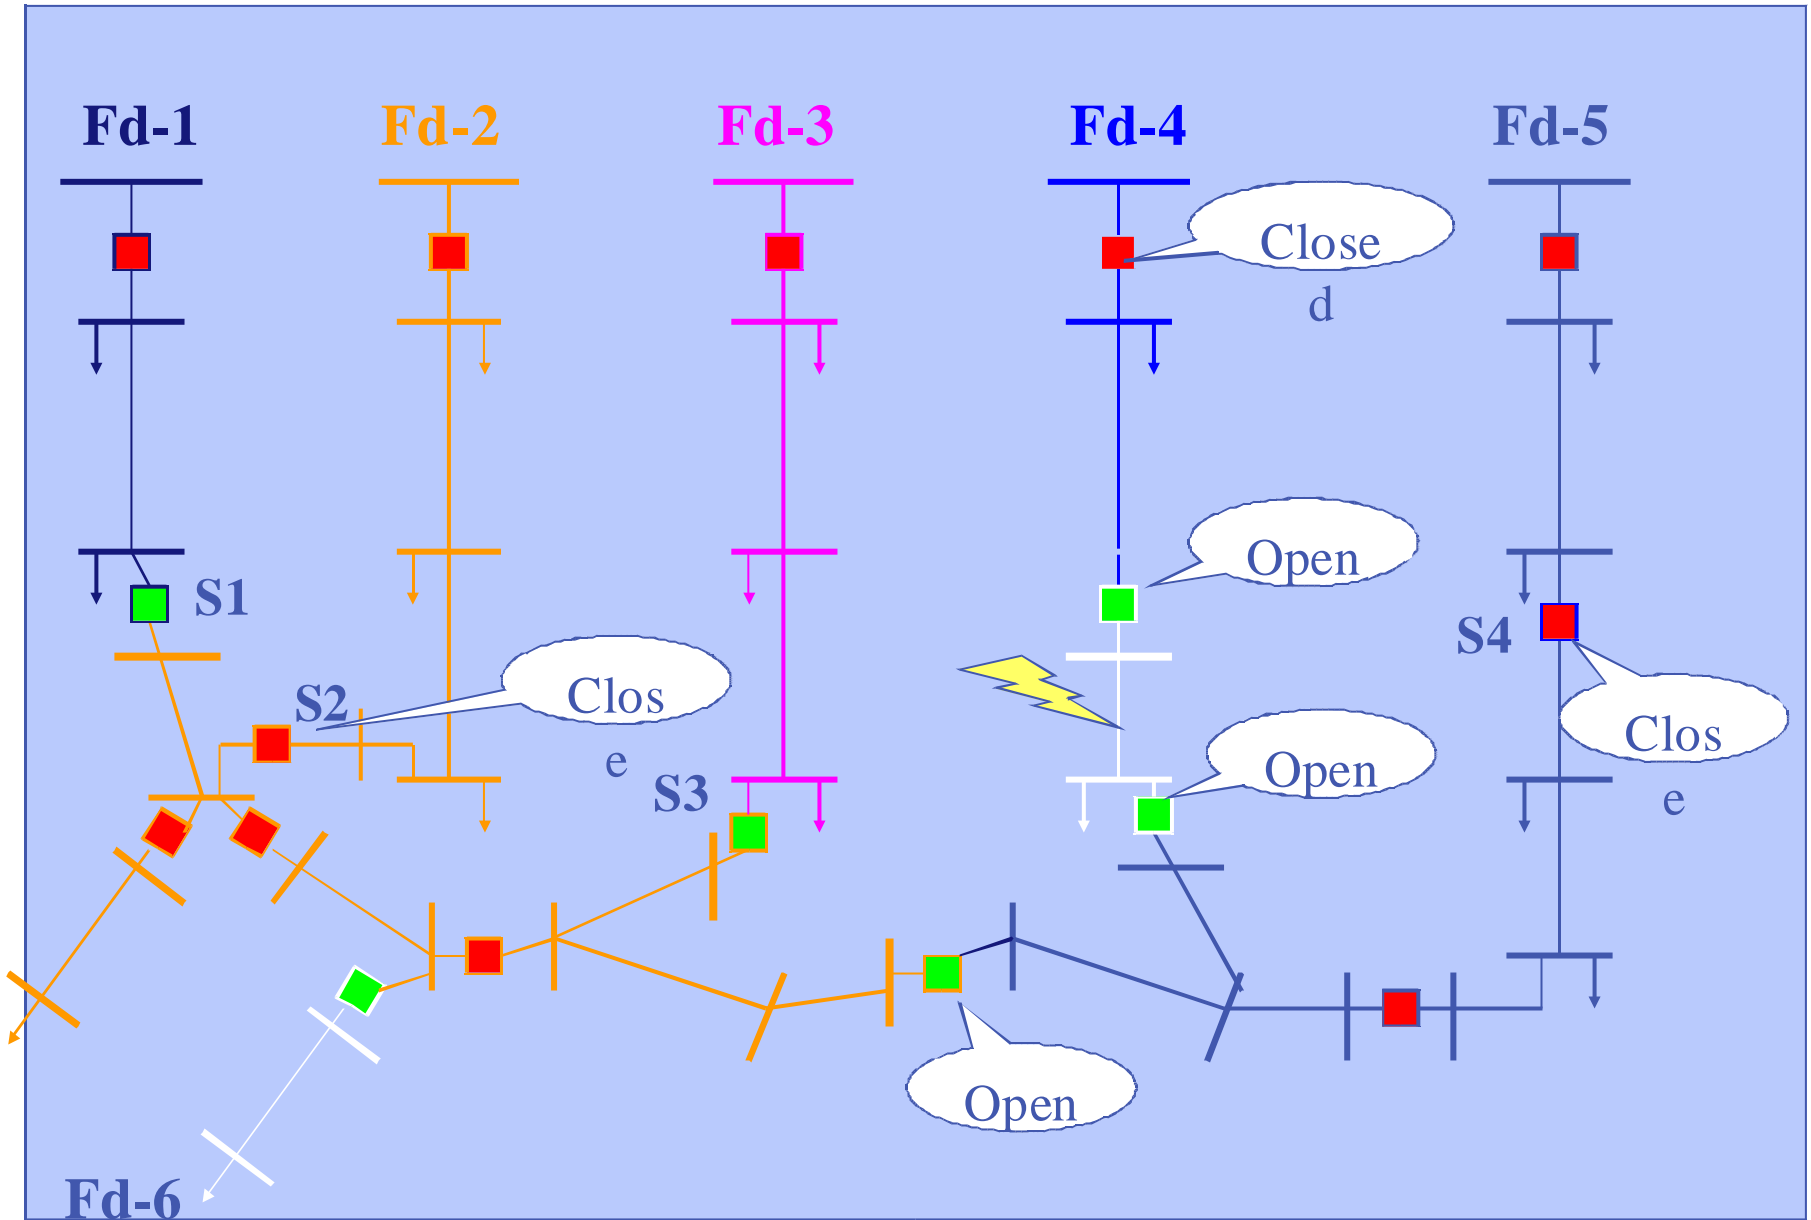 Fd-1
Fd-2
Fd-3
Fd-4
Fd-5
Close
d
Open
S1
S4
S2
Clos
e
Clos
e
Open
S3
Open
Fd-6